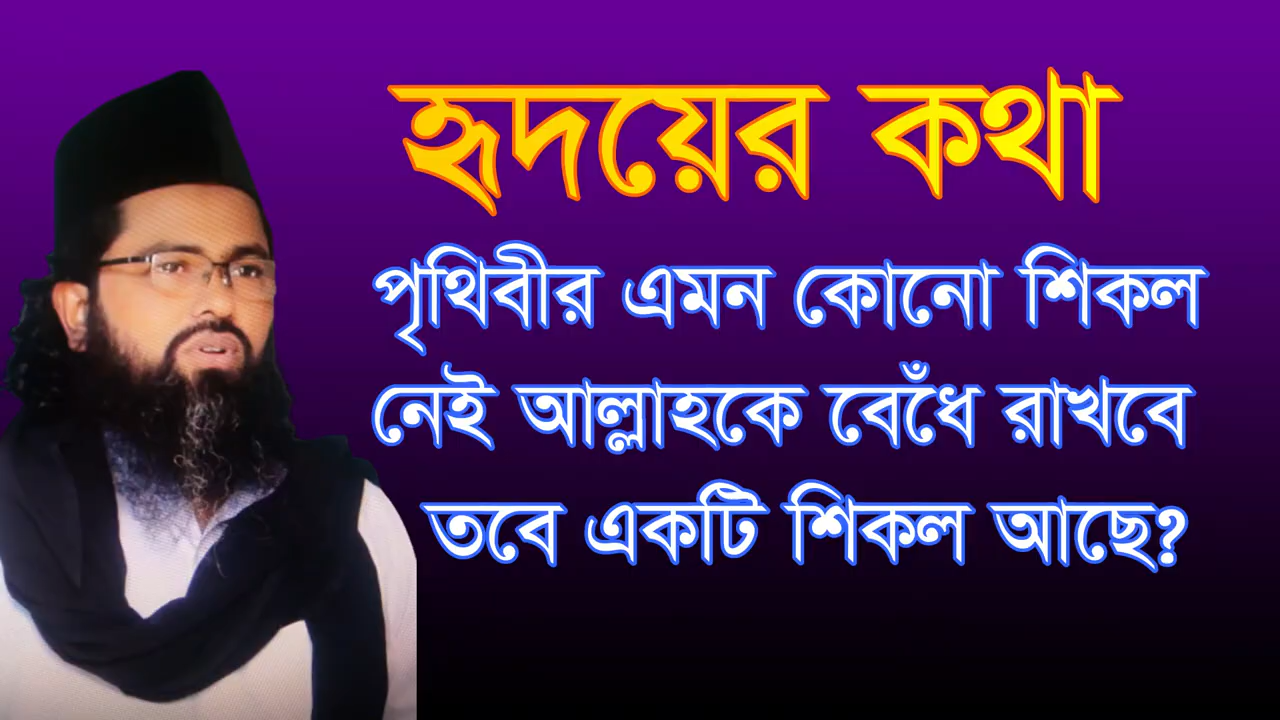 হৃদয়ের কথা
পৃথিবীর এমন কোনো শিকল
নেই আল্লাহকে বেঁধে রাখবে
তবে একটি শিকল আছে?